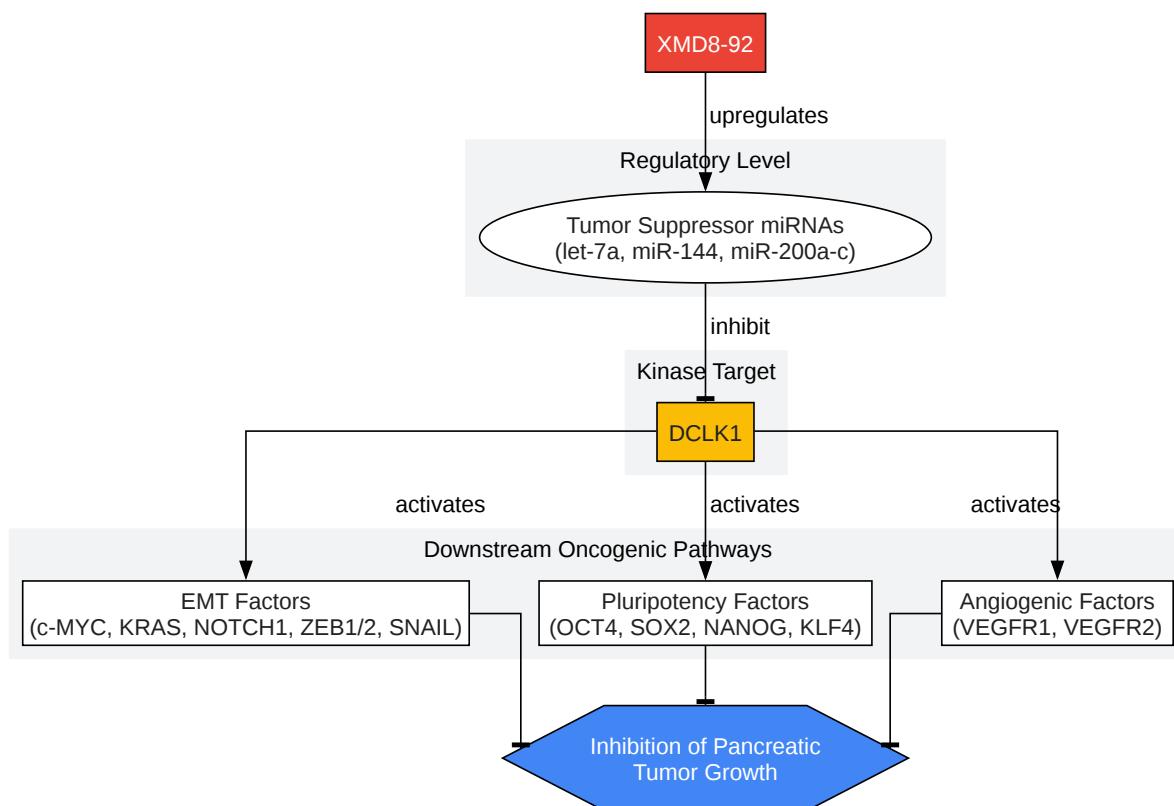 XMD8-92
upregulates
Regulatory Level
Tumor Suppressor miRNAs
(let-7a, miR-144, miR-200a-c)
inhibit
Kinase Target
DCLK1
activates
activates
activates
Downstream Oncogenic Pathways
EMT Factors
(c-MYC, KRAS, NOTCH1, ZEB1/2, SNAIL)
Pluripotency Factors
(OCT4, SOX2, NANOG, KLF4)
Angiogenic Factors
(VEGFR1, VEGFR2)
Inhibition of Pancreatic
Tumor Growth